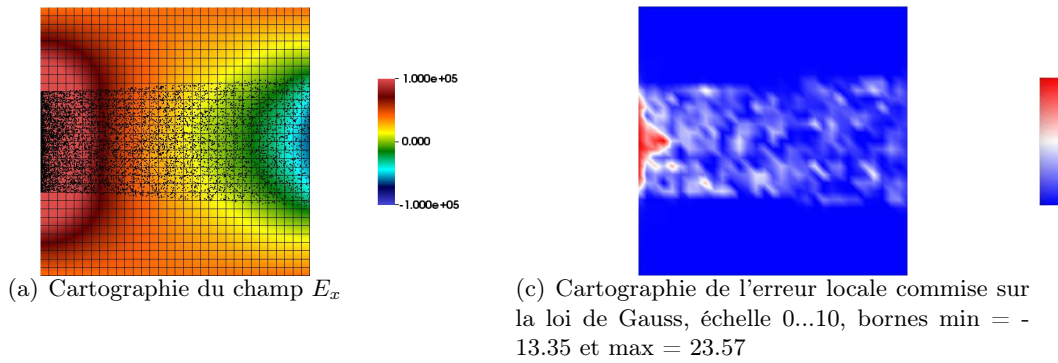 1.000e+05
0.000
-1.000e+05
(a) Cartographie du champ Ex
(c) Cartographie de l'erreur locale commise sur
la loi de Gauss, échelle 0...10, bornes min = -
13.35 et max = 23.57